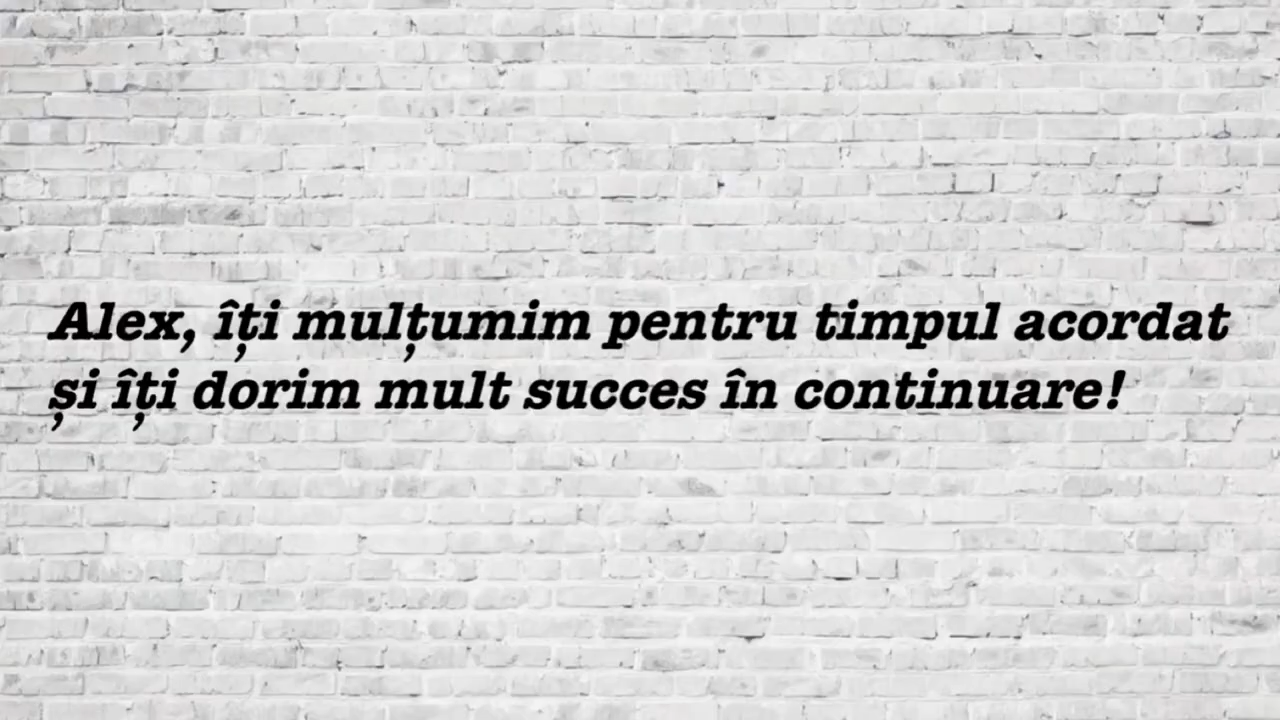 Alex, îți mulțumim pentru timpul acordat
și îți dorim mult succes în continuare!